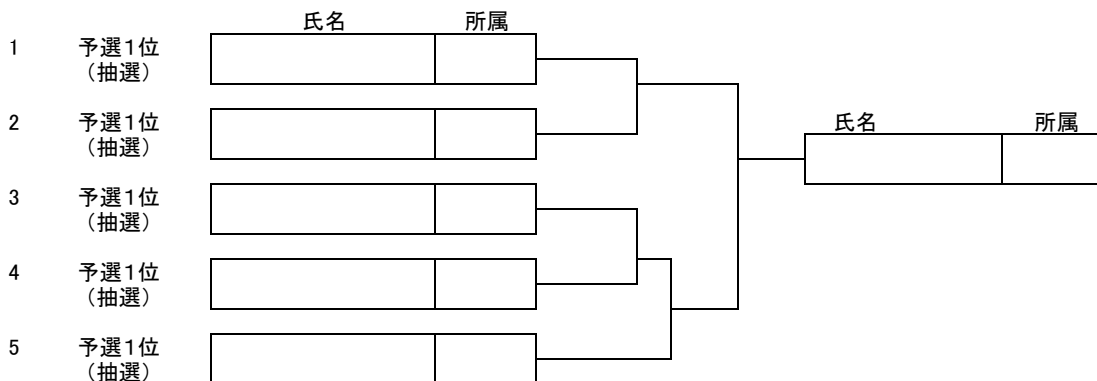 氏名 所属
1 予選1位
（抽選）
2 予選1位
（抽選）
氏名 所属
3 予選1位
（抽選）
4 予選1位
（抽選）
5 予選1位
（抽選）